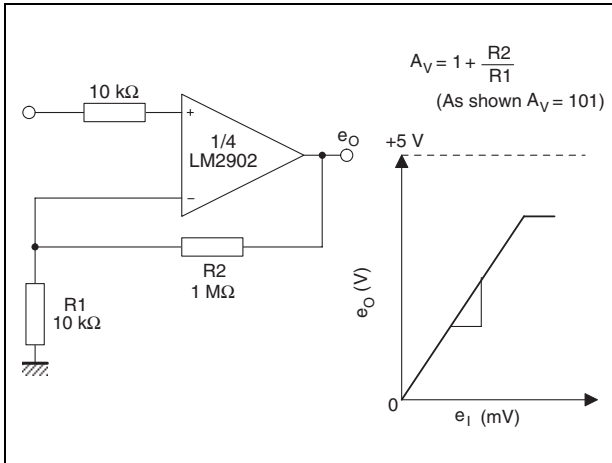 10 kΩ
+
1/4
LM2902
−
e_O
R2
1 MΩ
R1
10 kΩ
A_V = 1 + R2/R1
(As shown A_V = 101)
+5 V
e_O (V)
0
e_I (mV)